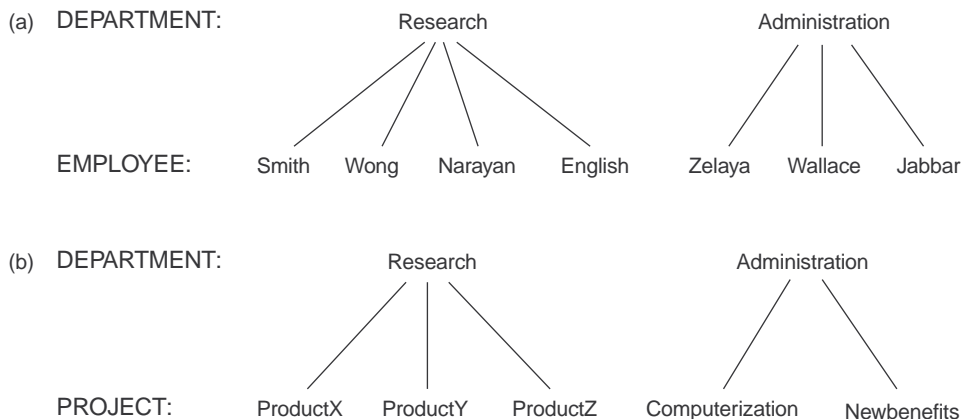 (a) DEPARTMENT: Research Administration
EMPLOYEE: Smith Wong Narayan English Zelaya Wallace Jabbar
(b) DEPARTMENT: Research Administration
PROJECT: ProductX ProductY ProductZ Computerization Newbenefits